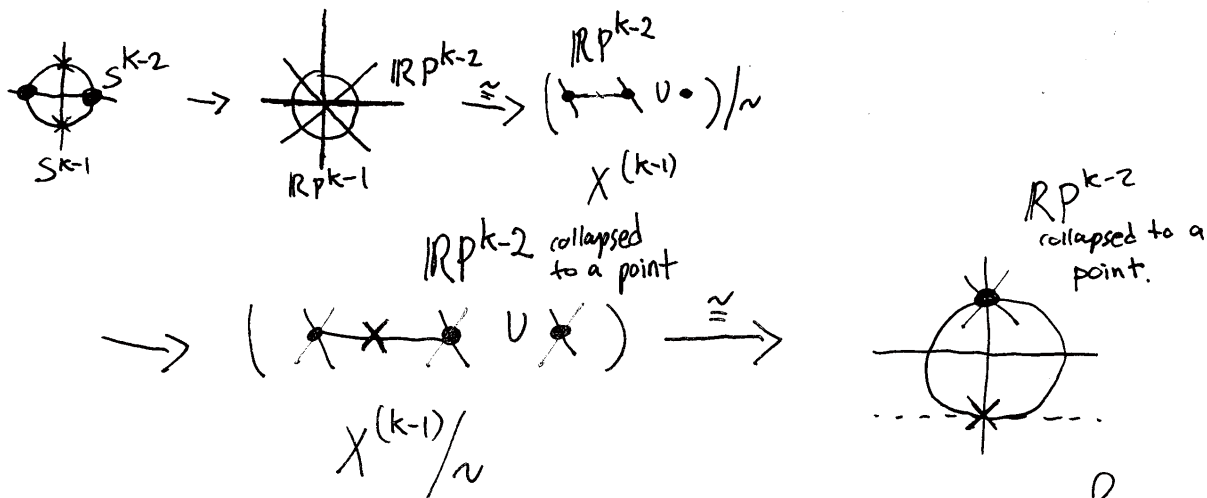 S^{k-2}
S^{k-1}
→
ℝP^{k-2}
ℝP^{k-1}
≅→
ℝP^{k-2}
( ∪ • )/~
X^{(k-1)}
ℝP^{k-2} collapsed
to a point
→ ( ∪ ) ≅→
X^{(k-1)}/~
ℝP^{k-2}
collapsed to a
point.